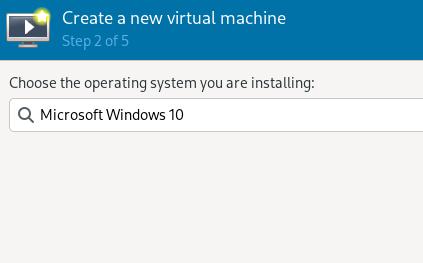 Create a new virtual machine
Step 2 of 5
Choose the operating system you are installing:
Microsoft Windows 10